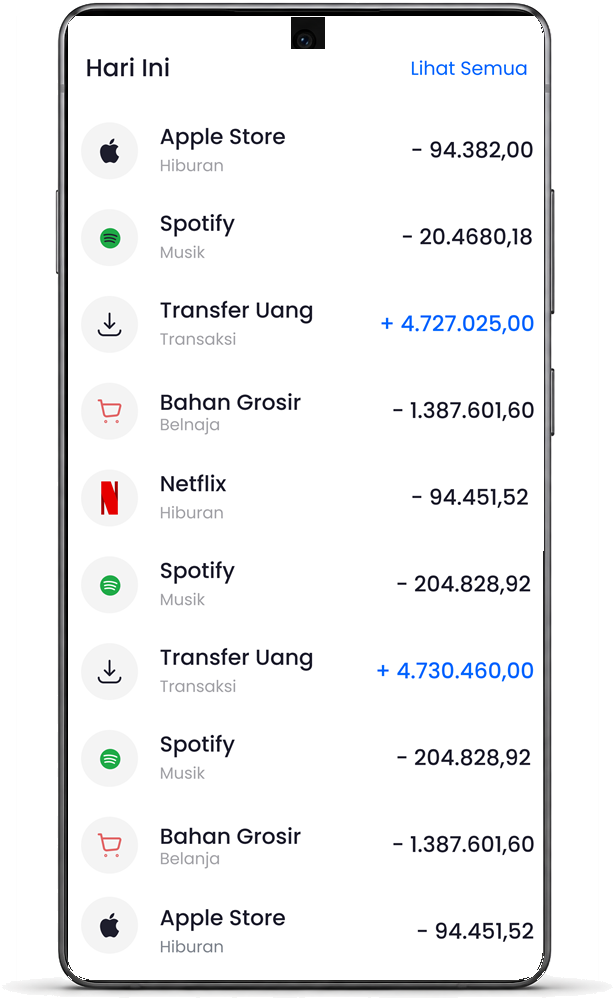 Hari Ini
Lihat Semua
Apple Store
- 94.382,00
Hiburan
Spotify
- 20.4680,18
Musik
Transfer Uang
+ 4.727.025,00
Transaksi
Bahan Grosir
- 1.387.601,60
Belnaja
Netflix
- 94.451,52
Hiburan
Spotify
- 204.828,92
Musik
Transfer Uang
+ 4.730.460,00
Transaksi
Spotify
- 204.828,92
Musik
Bahan Grosir
- 1.387.601,60
Belanja
Apple Store
- 94.451,52
Hiburan